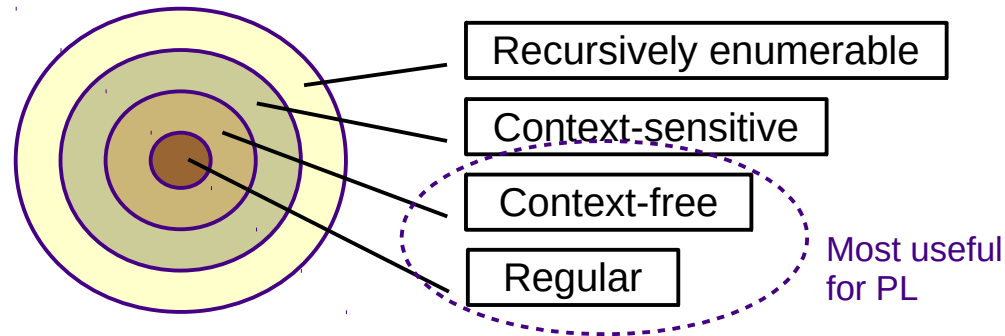 Recursively enumerable
Context-sensitive
Context-free
Regular
Most useful
for PL